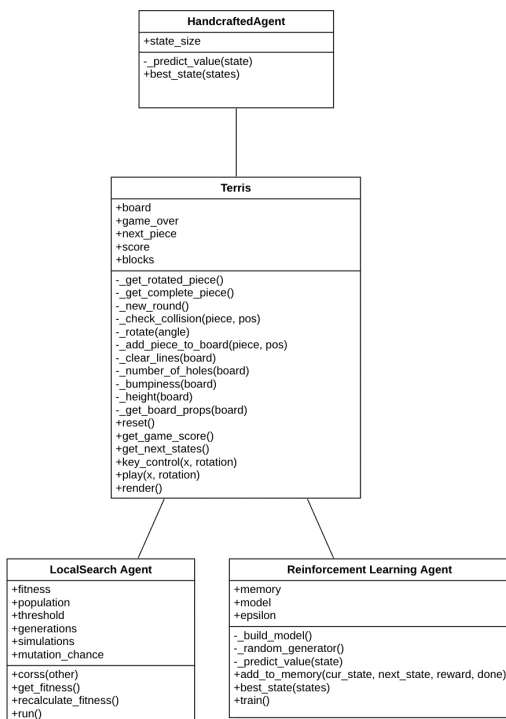 HandcraftedAgent
+state_size
-_predict_value(state)
+best_state(states)
Terris
+board
+game_over
+next_piece
+score
+blocks
-_get_rotated_piece()
-_get_complete_piece()
-_new_round()
-_check_collision(piece, pos)
-_rotate(angle)
-_add_piece_to_board(piece, pos)
-_clear_lines(board)
-_number_of_holes(board)
-_bumpiness(board)
-_height(board)
-_get_board_props(board)
+reset()
+get_game_score()
+get_next_states()
+key_control(x, rotation)
+play(x, rotation)
+render()
LocalSearch Agent
+fitness
+population
+threshold
+generations
+simulations
+mutation_chance
+corss(other)
+get_fitness()
+recalculate_fitness()
+run()
Reinforcement Learning Agent
+memory
+model
+epsilon
-_build_model()
-_random_generator()
-_predict_value(state)
+add_to_memory(cur_state, next_state, reward, done)
+best_state(states)
+train()